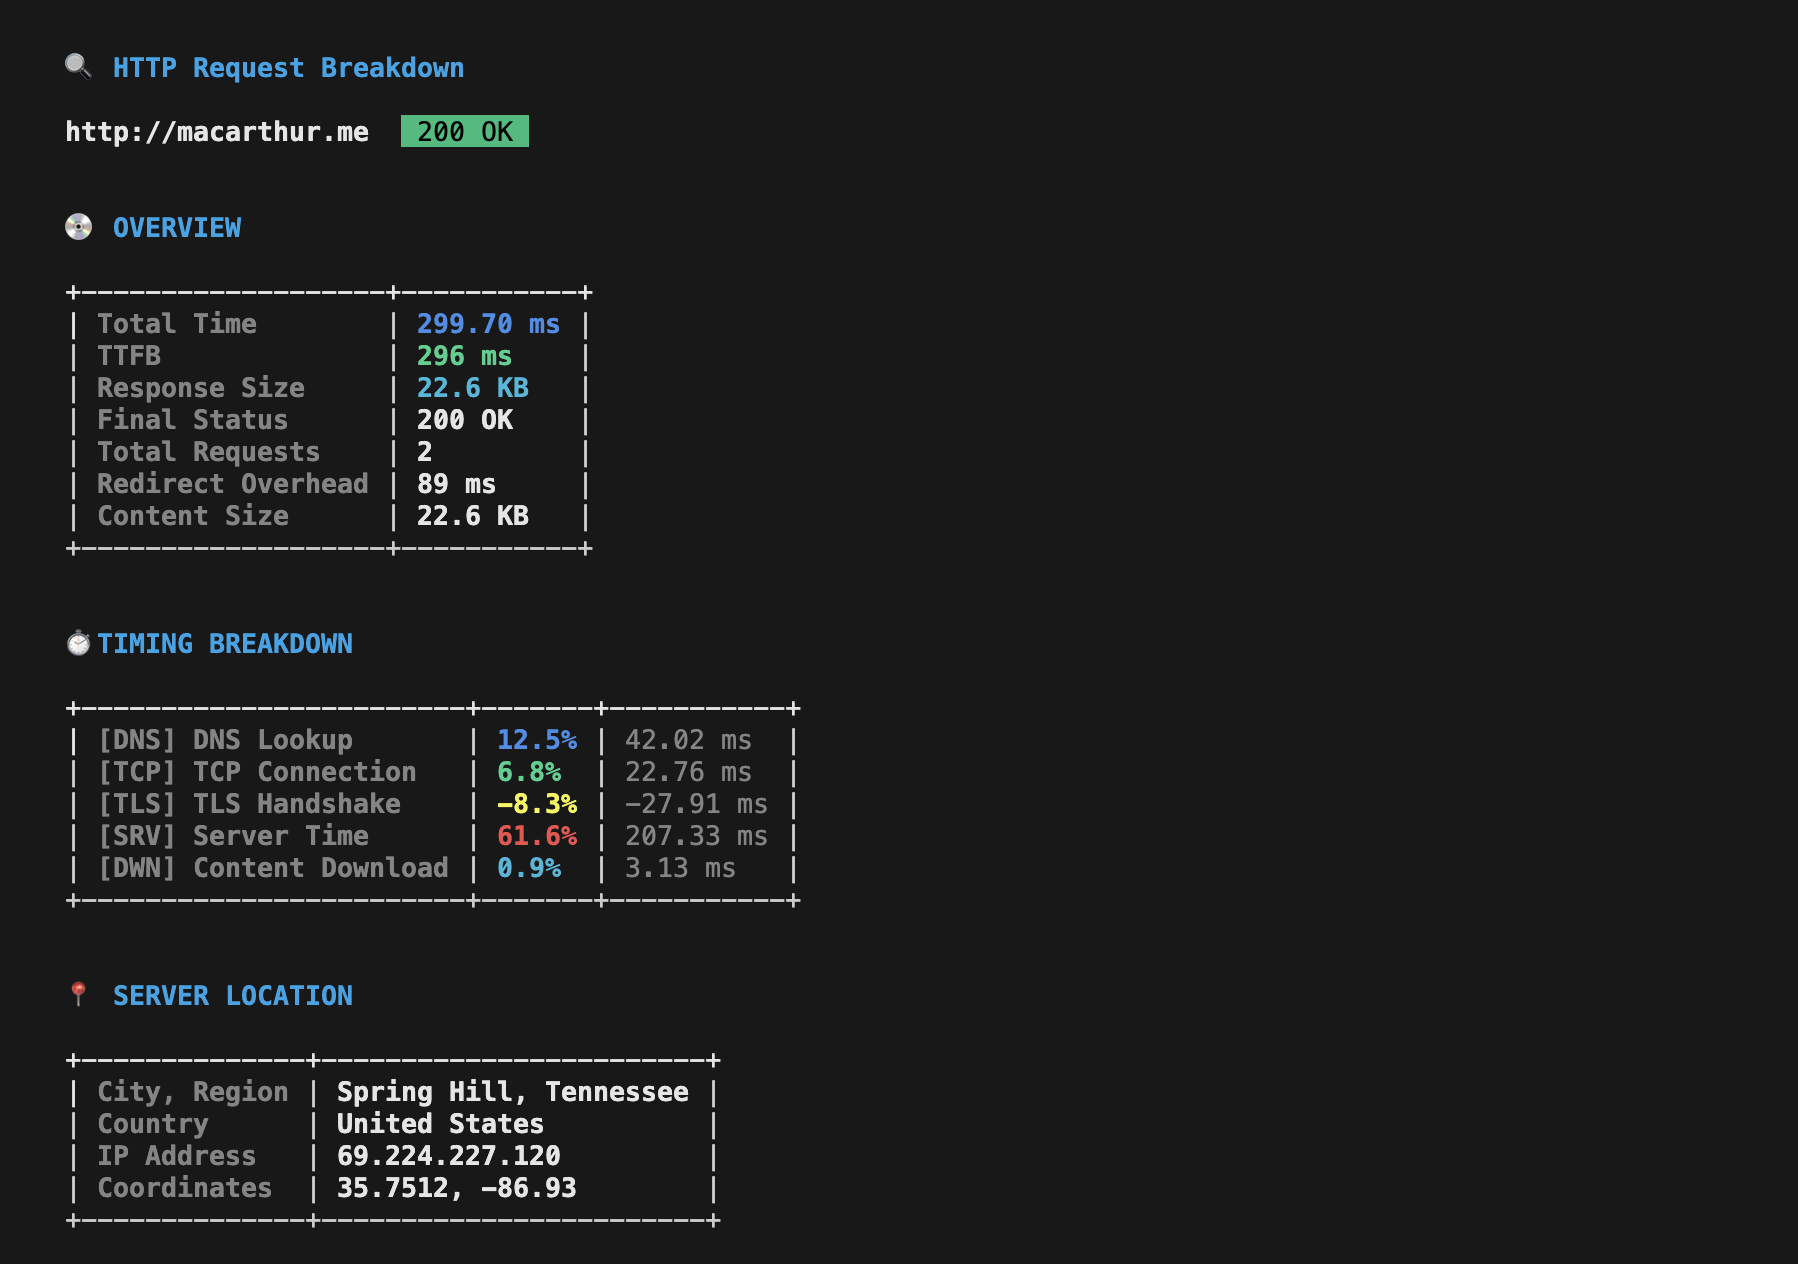 🔍 HTTP Request Breakdown
http://macarthur.me  200 OK
💿 OVERVIEW
+-------------------+-----------+
| Total Time        | 299.70 ms |
| TTFB              | 296 ms    |
| Response Size     | 22.6 KB   |
| Final Status      | 200 OK    |
| Total Requests    | 2         |
| Redirect Overhead | 89 ms     |
| Content Size      | 22.6 KB   |
+-------------------+-----------+
⏱️ TIMING BREAKDOWN
+------------------------+-------+-----------+
| [DNS] DNS Lookup       | 12.5% | 42.02 ms  |
| [TCP] TCP Connection   | 6.8%  | 22.76 ms  |
| [TLS] TLS Handshake    | -8.3% | -27.91 ms |
| [SRV] Server Time      | 61.6% | 207.33 ms |
| [DWN] Content Download | 0.9%  | 3.13 ms   |
+------------------------+-------+-----------+
📍 SERVER LOCATION
+--------------+------------------------+
| City, Region | Spring Hill, Tennessee |
| Country      | United States          |
| IP Address   | 69.224.227.120         |
| Coordinates  | 35.7512, -86.93        |
+--------------+------------------------+